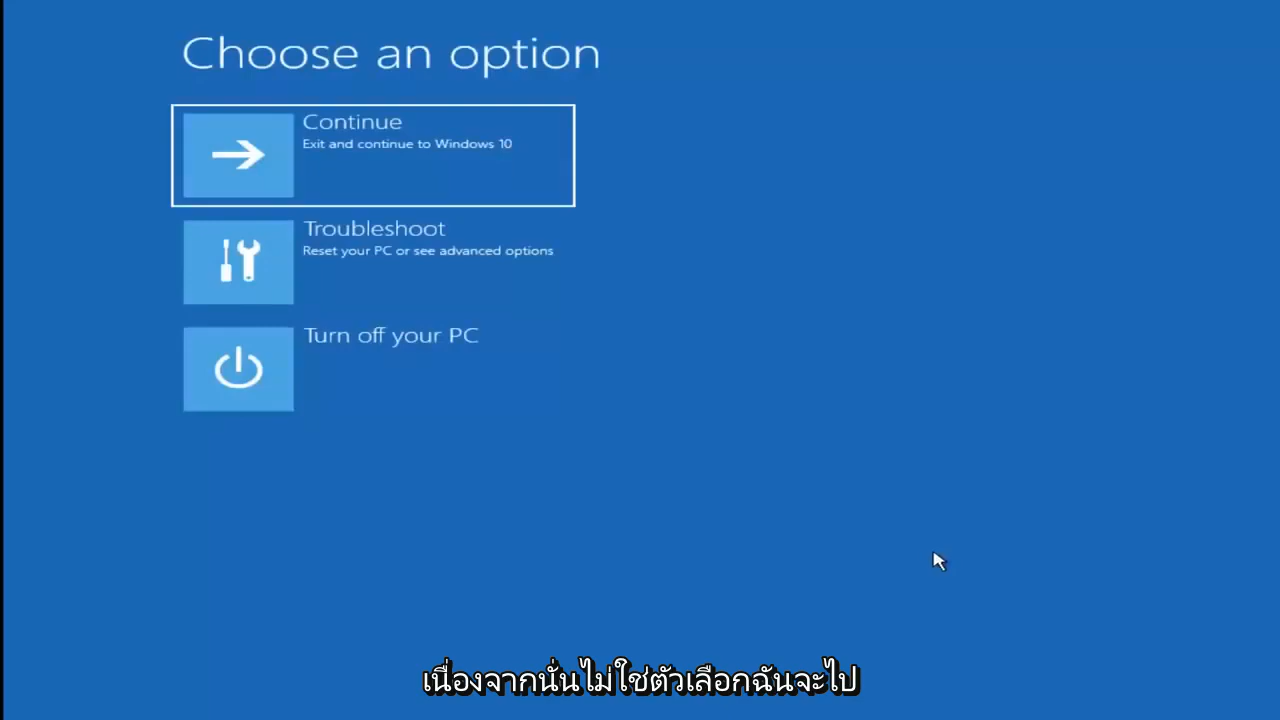 Choose an option
Continue
Exit and continue to Windows 10
Troubleshoot
Reset your PC or see advanced options
Turn off your PC
เนื่องจากนั่นไม่ใช่ตัวเลือกฉันจะไป